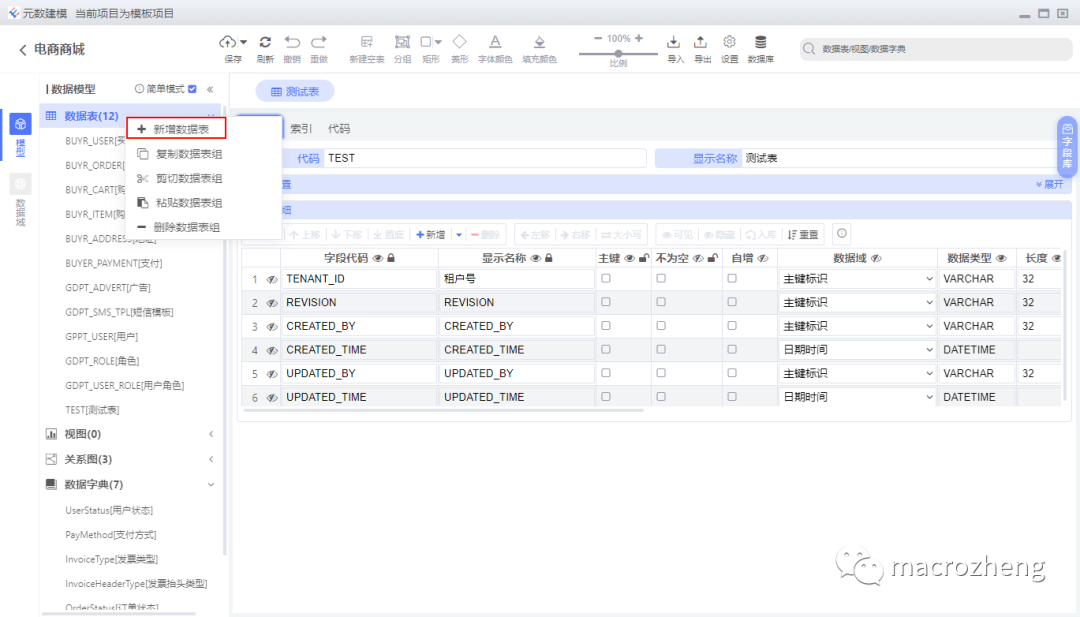 元数建模 当前项目为模板项目
电商商城
保存 刷新 撤销 重做 新建空表 分组 矩形 菱形 字体颜色 填充颜色 100% 比例 导入 导出 设置 数据库 数据表/视图/数据字典
数据模型 简单模式
模型
数据域
数据表(12)
BUYR_USER[买
BUYR_ORDER[
BUYR_CART[购
BUYR_ITEM[购
BUYR_ADDRESS[地址]
BUYER_PAYMENT[支付]
GDPT_ADVERT[广告]
GDPT_SMS_TPL[短信模板]
GPPT_USER[用户]
GDPT_ROLE[角色]
GDPT_USER_ROLE[用户角色]
TEST[测试表]
视图(0)
关系图(3)
数据字典(7)
UserStatus[用户状态]
PayMethod[支付方式]
InvoiceType[发票类型]
InvoiceHeaderType[发票抬头类型]
OrderStatus[订单状态]
新增数据表
复制数据表组
剪切数据表组
粘贴数据表组
删除数据表组
测试表
索引 代码
代码 TEST 显示名称 测试表
置 展开
细
上移 下移 置底 新增 删除 左移 右移 大小写 可见 隐藏 入库 重置
字段代码 显示名称 主键 不为空 自增 数据域 数据类型 长度
1 TENANT_ID 租户号 主键标识 VARCHAR 32
2 REVISION REVISION 主键标识 VARCHAR 32
3 CREATED_BY CREATED_BY 主键标识 VARCHAR 32
4 CREATED_TIME CREATED_TIME 日期时间 DATETIME
5 UPDATED_BY UPDATED_BY 主键标识 VARCHAR 32
6 UPDATED_TIME UPDATED_TIME 日期时间 DATETIME
字段库
macrozheng